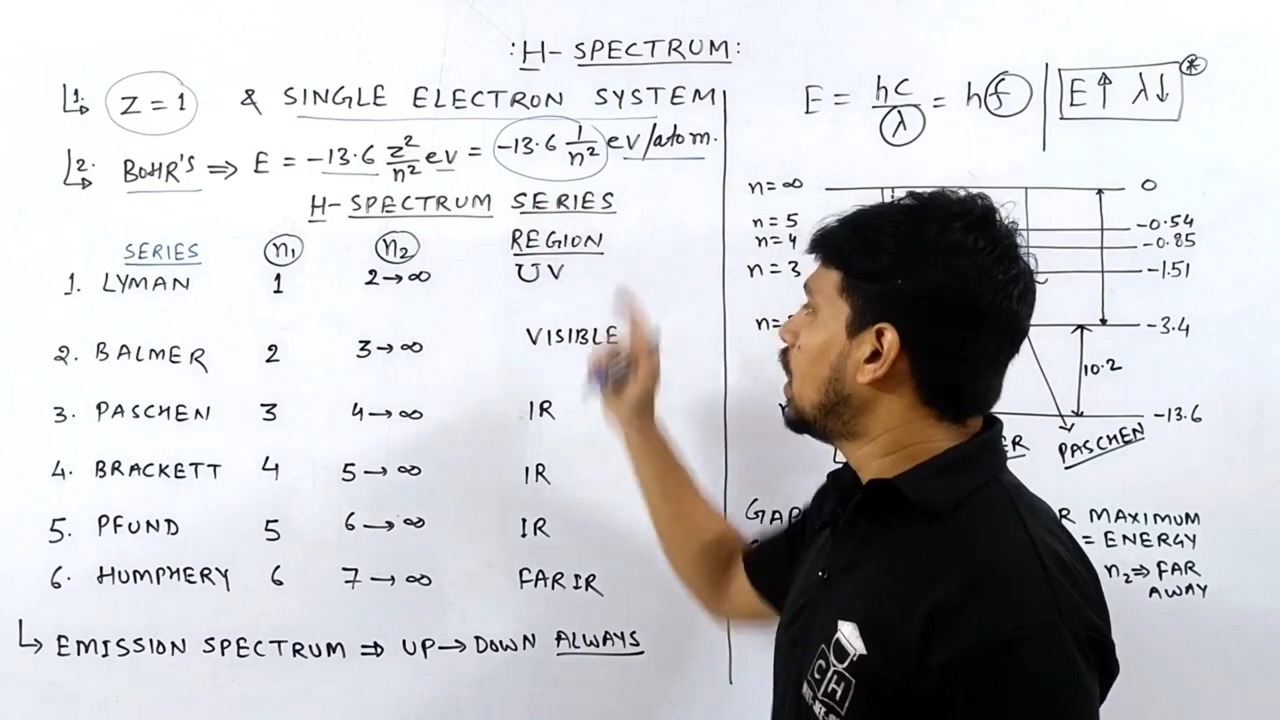 : H - SPECTRUM :
1. Z = 1 & SINGLE ELECTRON SYSTEM
2. BOHR'S ⇒ E = -13.6 z²/n² ev = -13.6 1/n² ev/atom.
H - SPECTRUM SERIES
SERIES n₁ n₂ REGION
1. LYMAN 1 2→∞ UV
2. BALMER 2 3→∞ VISIBLE
3. PASCHEN 3 4→∞ IR
4. BRACKETT 4 5→∞ IR
5. PFUND 5 6→∞ IR
6. HUMPHERY 6 7→∞ FAR IR
↳ EMISSION SPECTRUM ⇒ UP→DOWN ALWAYS
E = hc/λ = hf E↑ λ↓ *
n=∞ 0
n=5 -0.54
n=4 -0.85
n=3 -1.51
-3.4
10.2
-13.6
PASCHEN
GAP
MAXIMUM
= ENERGY
n₂ ⇒ FAR
AWAY
CH